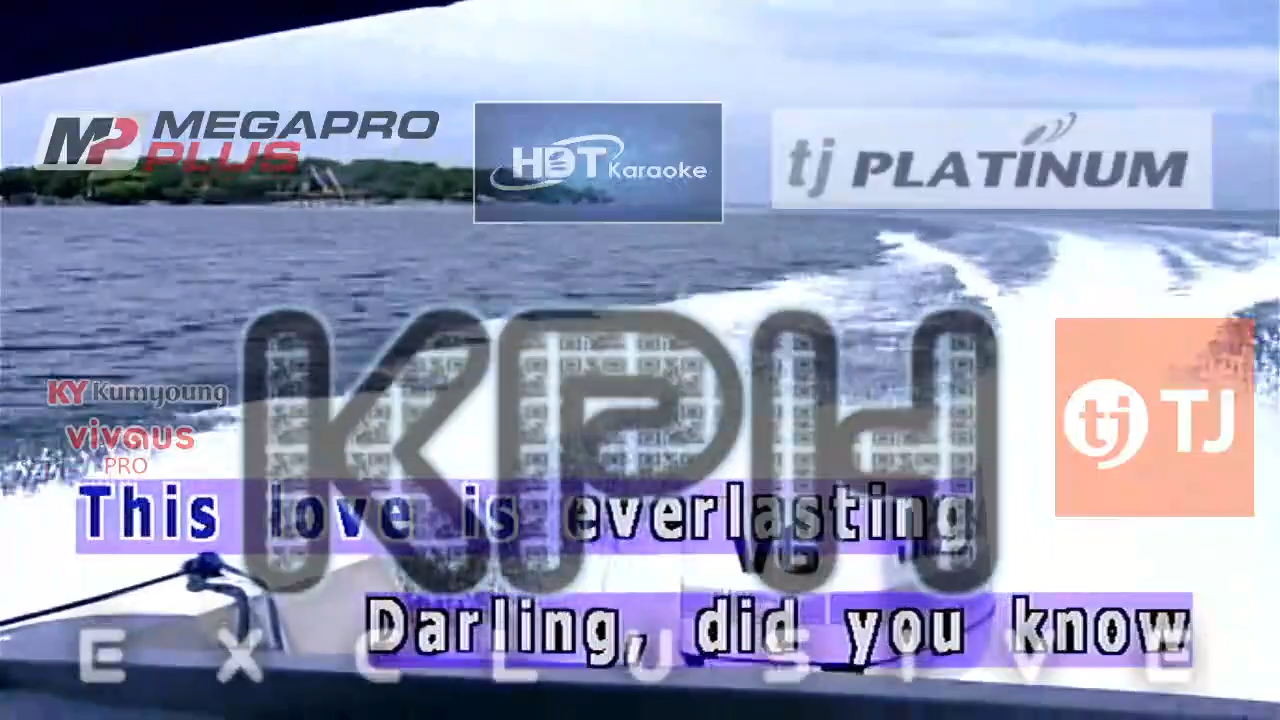 MP MEGAPRO
PLUS
HDT Karaoke
tj PLATINUM
KPH
KY Kumyoung
vivaus
PRO
tj TJ
This love is everlasting
Darling, did you know
EXCLUSIVE